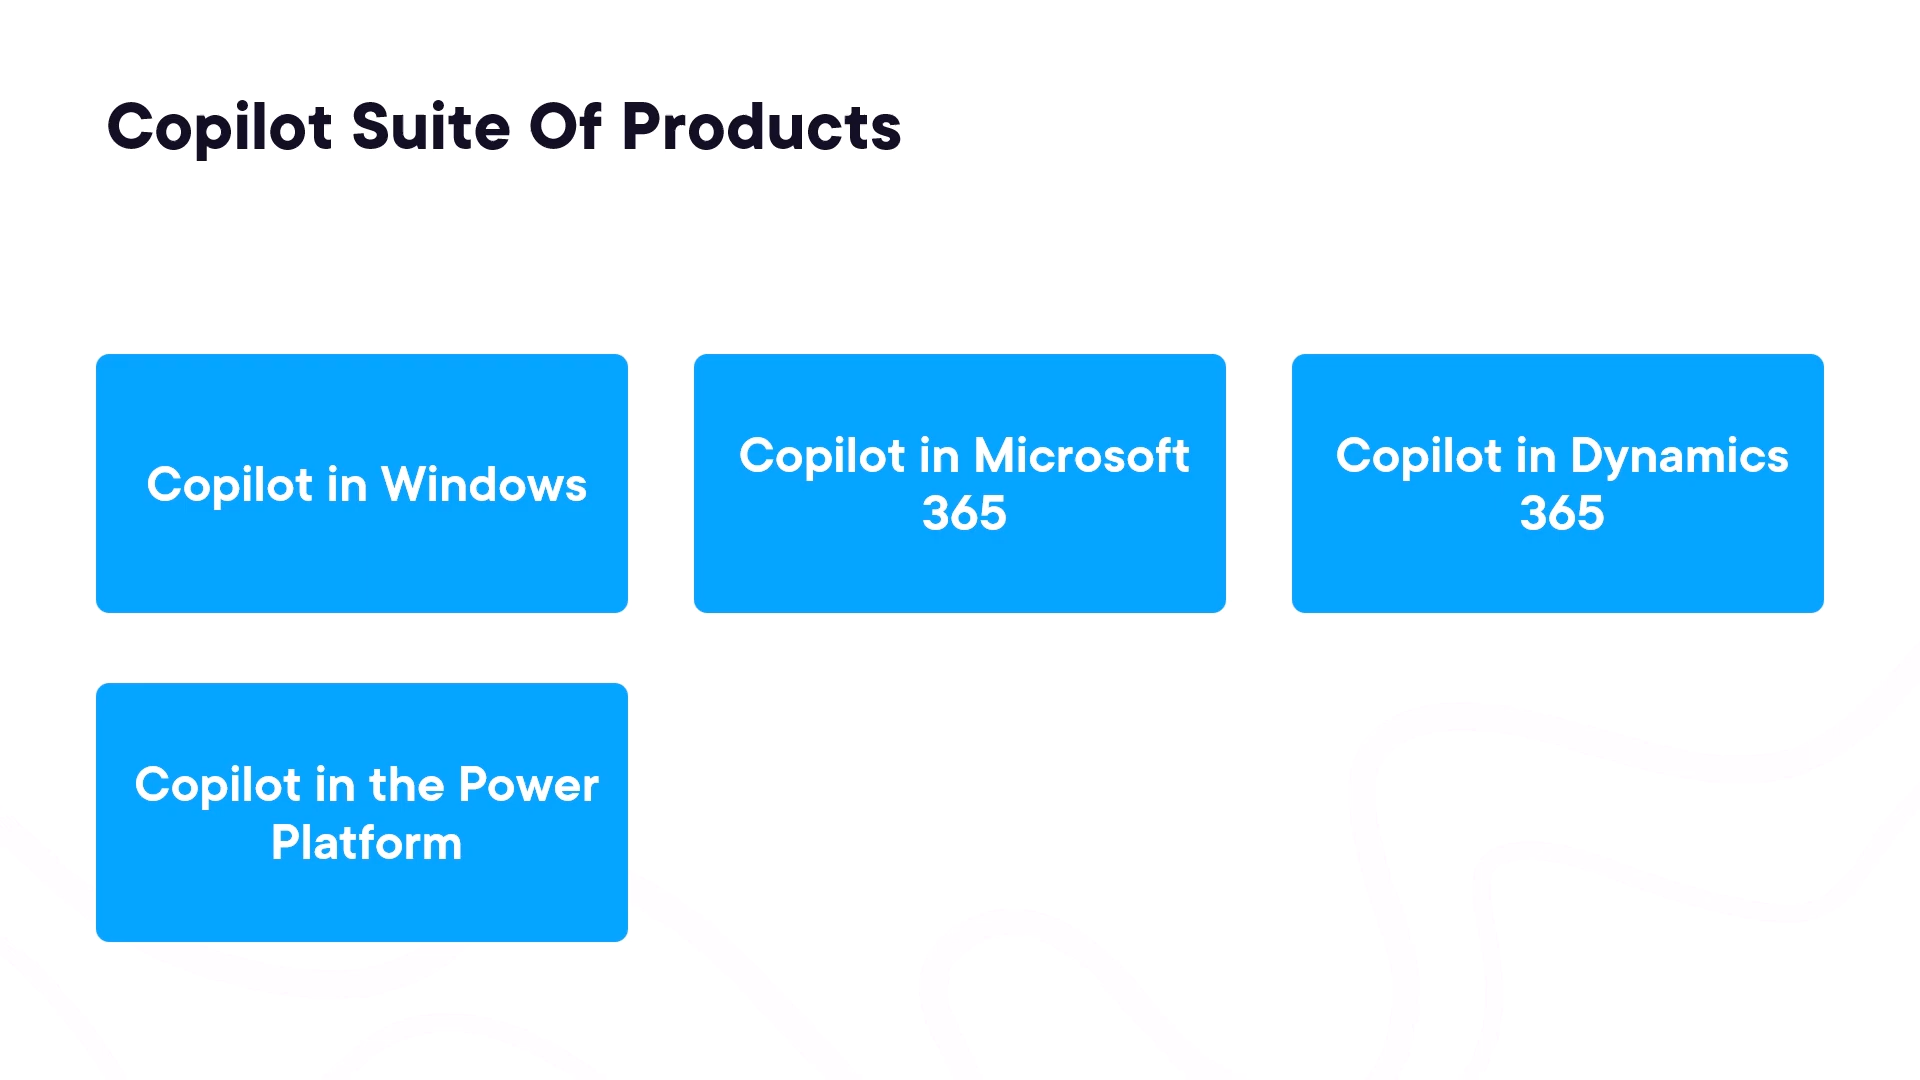 Copilot Suite Of Products
Copilot in Windows
Copilot in Microsoft
365
Copilot in Dynamics
365
Copilot in the Power
Platform